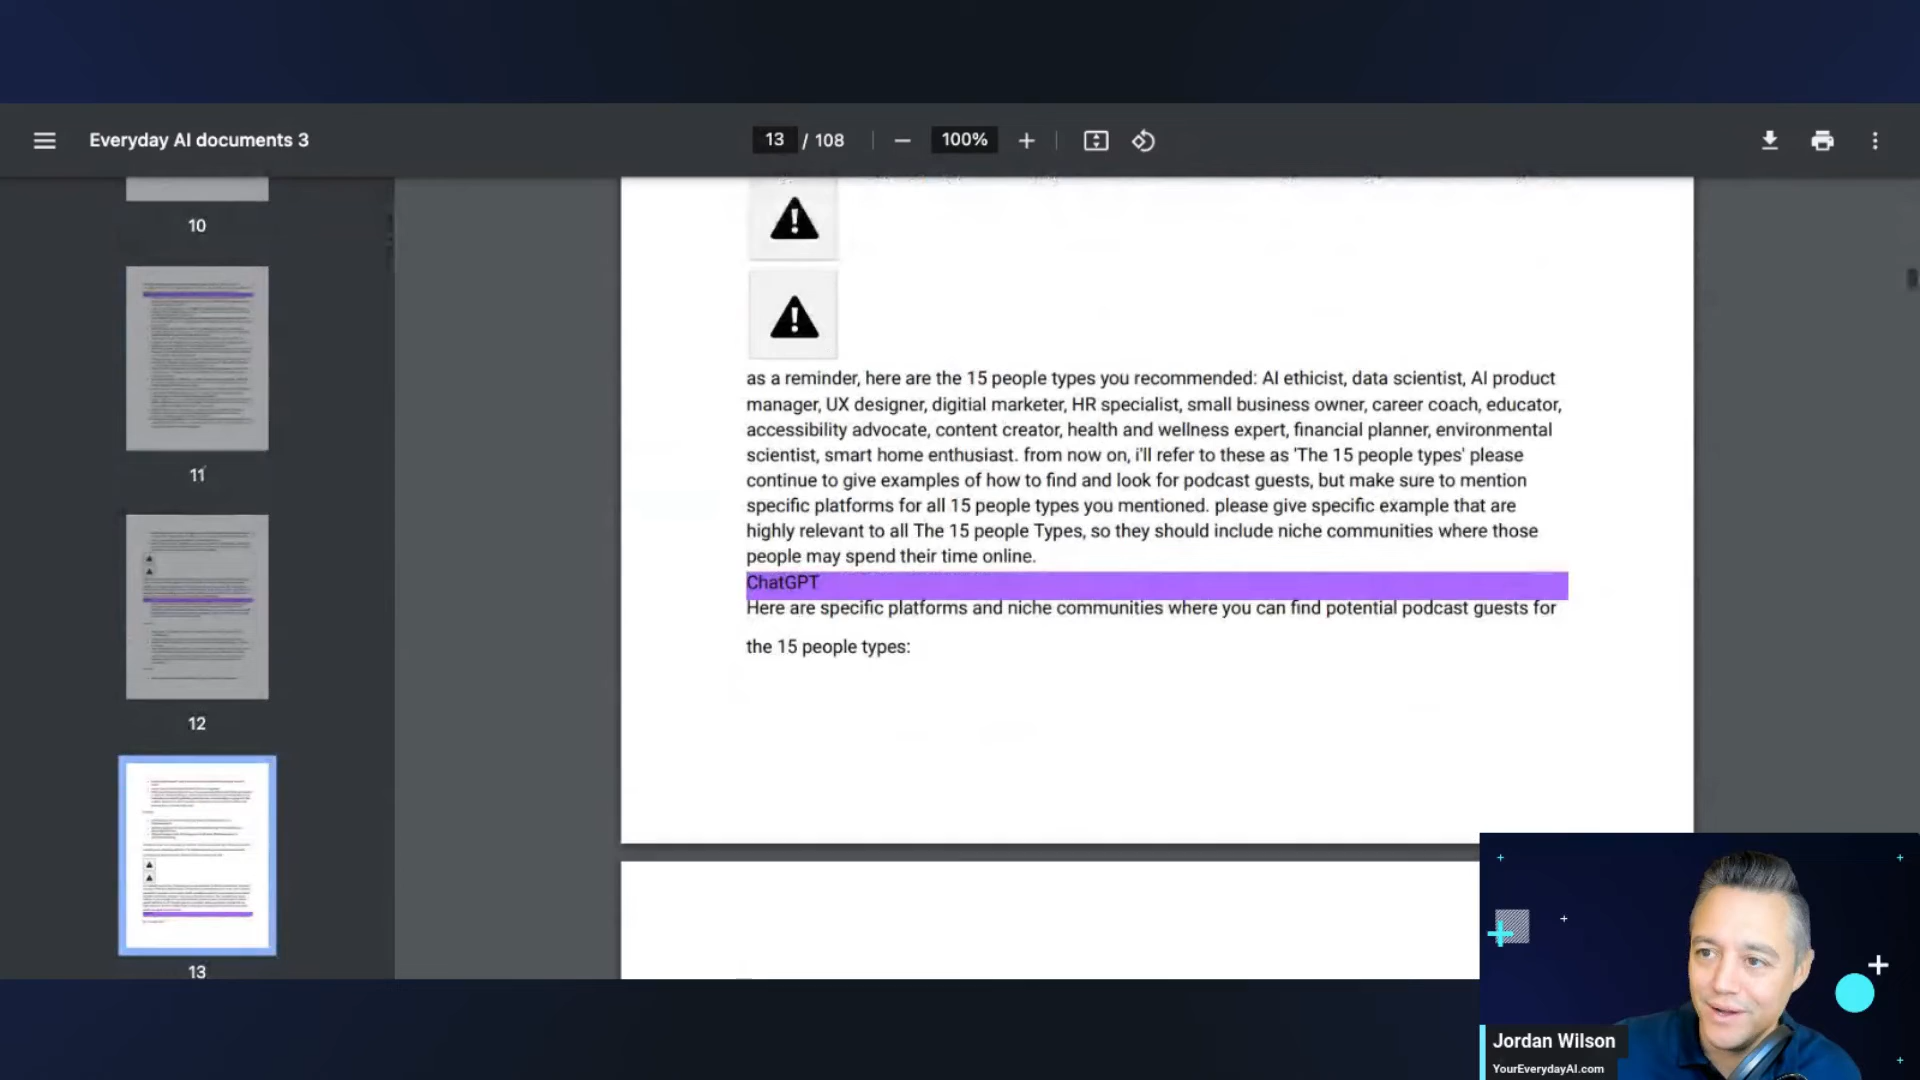 Everyday AI documents 3
13 / 108
100%
10
11
12
13
as a reminder, here are the 15 people types you recommended: AI ethicist, data scientist, AI product
manager, UX designer, digitial marketer, HR specialist, small business owner, career coach, educator,
accessibility advocate, content creator, health and wellness expert, financial planner, environmental
scientist, smart home enthusiast. from now on, i'll refer to these as 'The 15 people types' please
continue to give examples of how to find and look for podcast guests, but make sure to mention
specific platforms for all 15 people types you mentioned. please give specific example that are
highly relevant to all The 15 people Types, so they should include niche communities where those
people may spend their time online.
ChatGPT
Here are specific platforms and niche communities where you can find potential podcast guests for
the 15 people types:
Jordan Wilson
YourEverydayAI.com